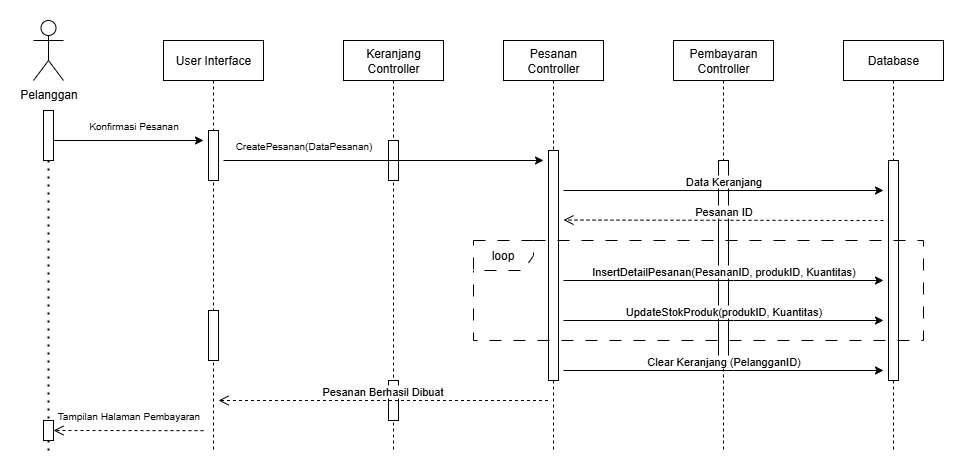 Pelanggan
User Interface
Keranjang
Controller
Pesanan
Controller
Pembayaran
Controller
Database
Konfirmasi Pesanan
CreatePesanan(DataPesanan)
Data Keranjang
Pesanan ID
loop
InsertDetailPesanan(PesananID, produkID, Kuantitas)
UpdateStokProduk(produkID, Kuantitas)
Clear Keranjang (PelangganID)
Pesanan Berhasil Dibuat
Tampilan Halaman Pembayaran